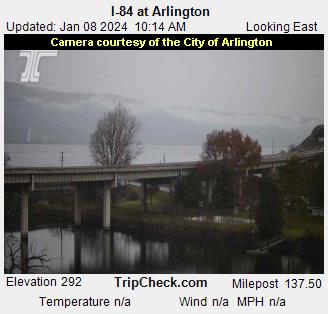 I-84 at Arlington
Updated: Jan 08 2024 10:14 AM Looking East
Camera courtesy of the City of Arlington
Elevation 292 TripCheck.com Milepost 137.50
Temperature n/a Wind n/a MPH n/a